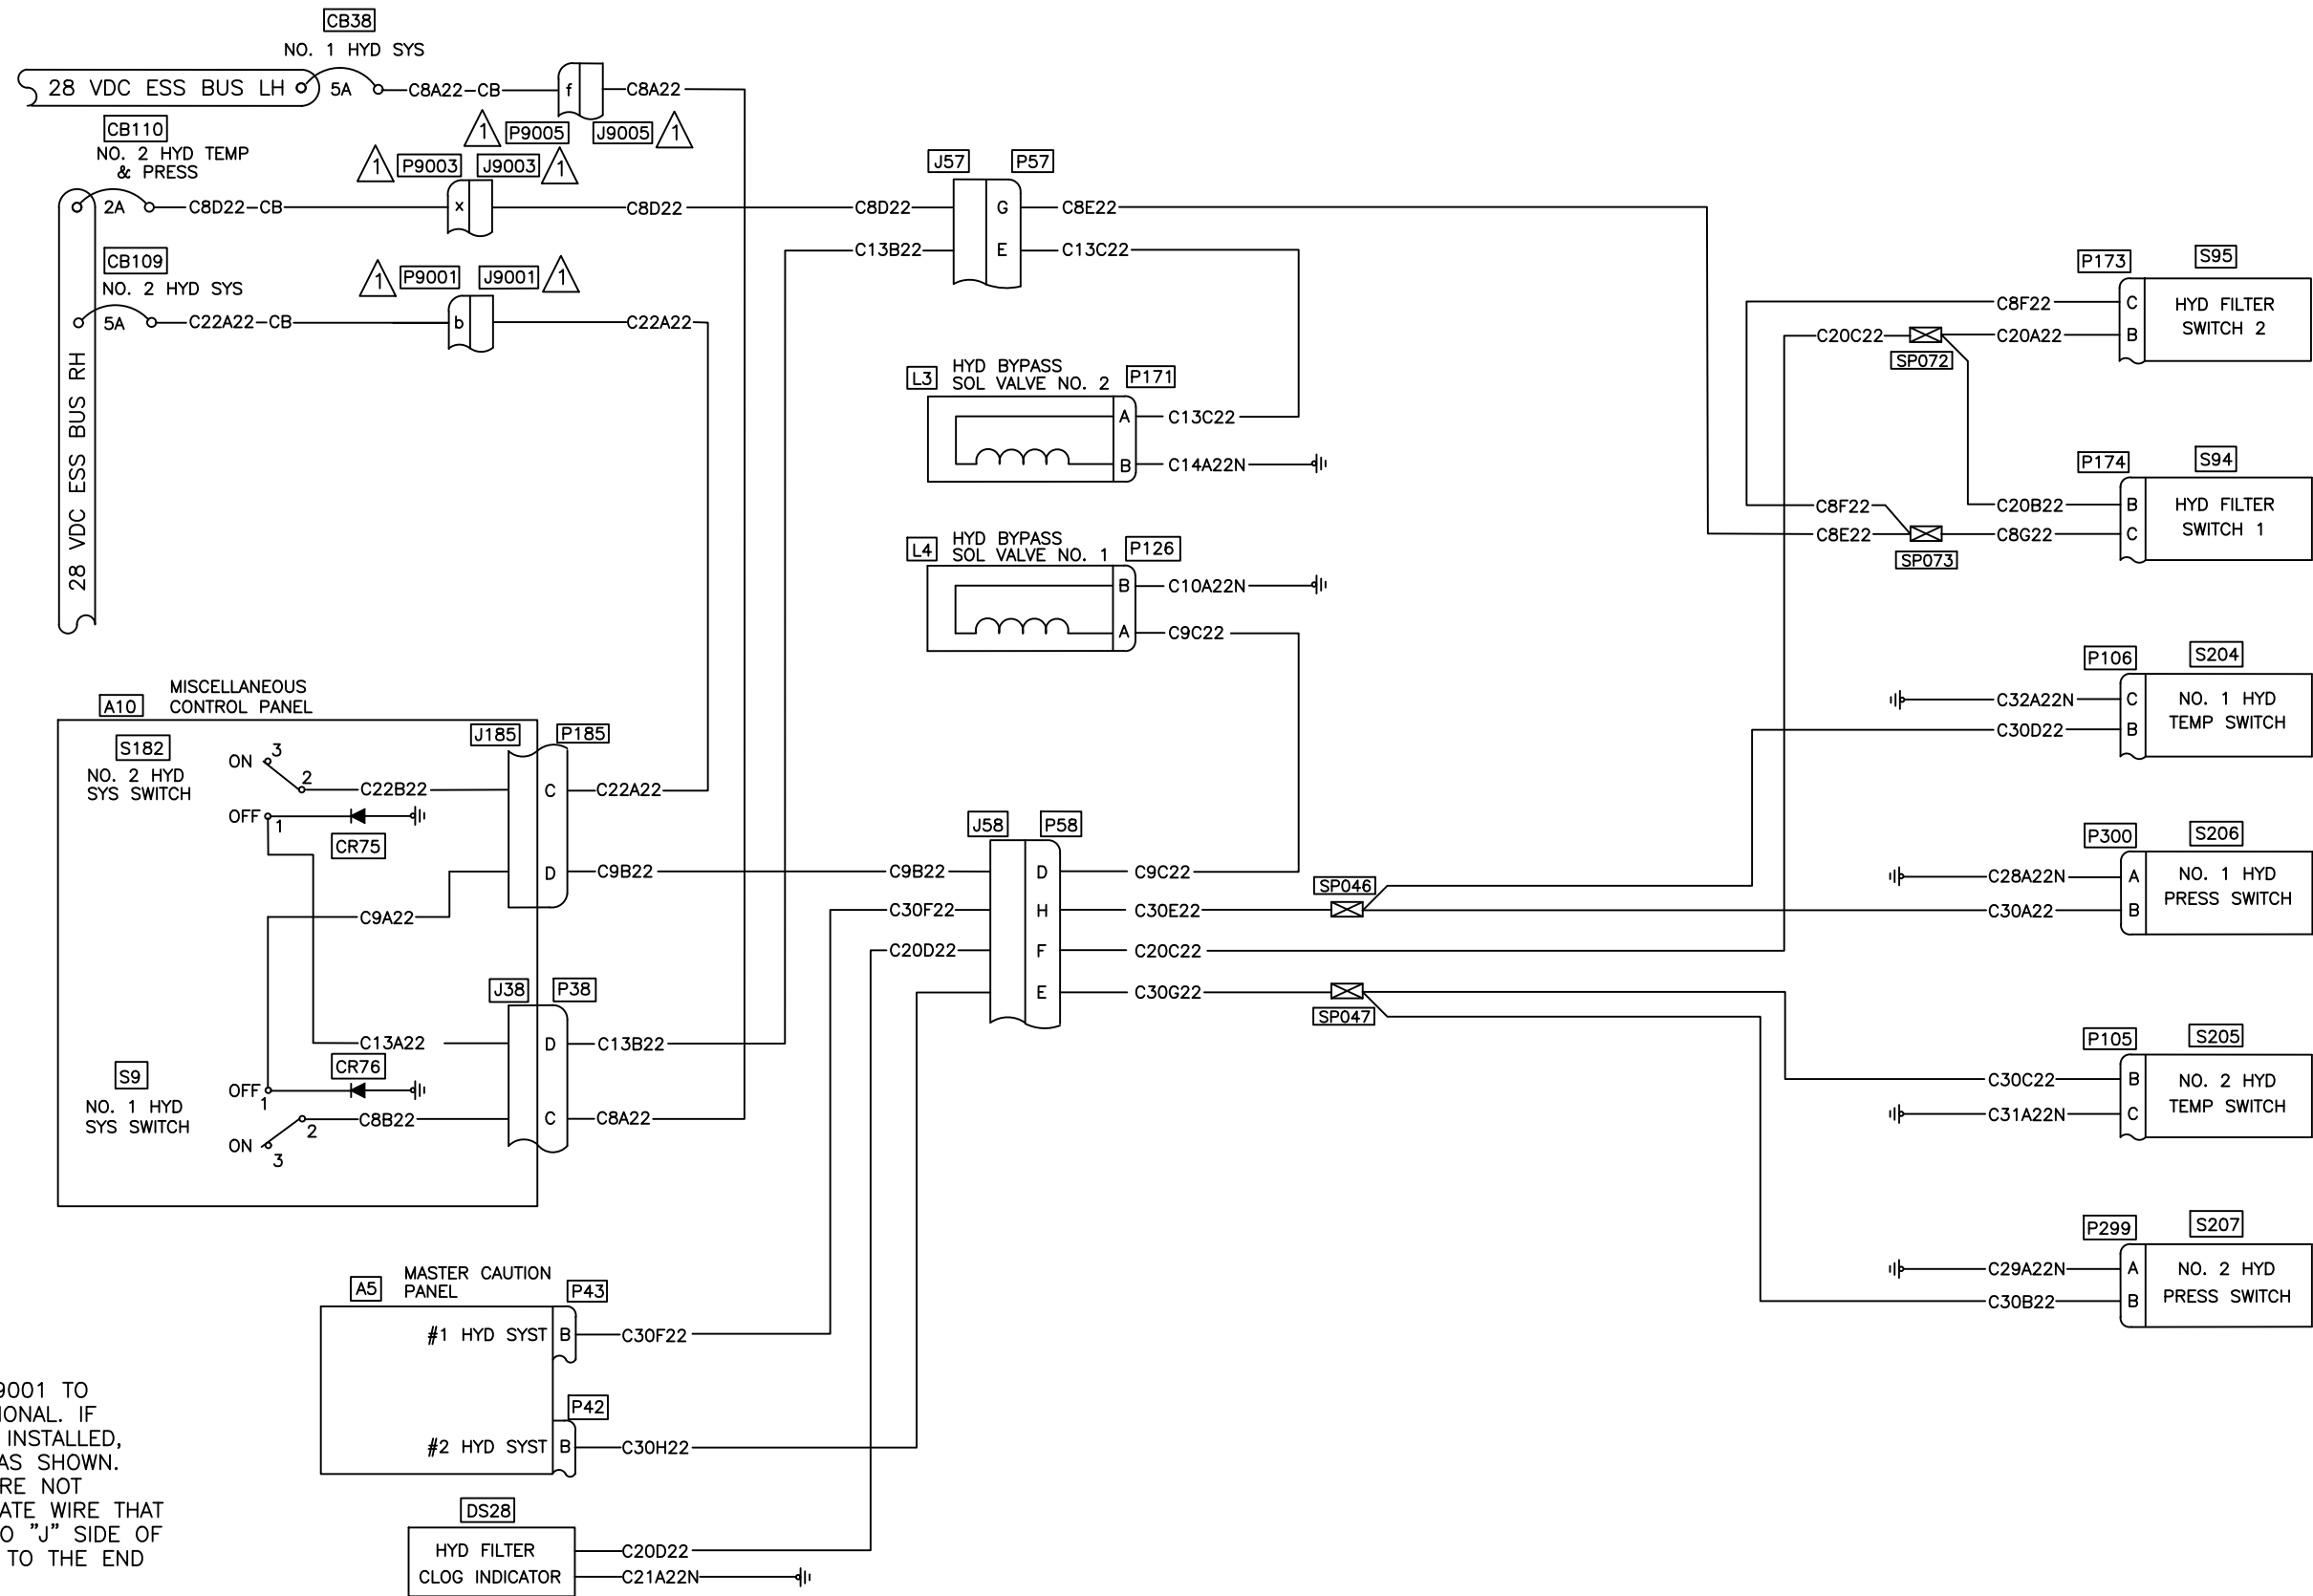 CB38
NO. 1 HYD SYS
28 VDC ESS BUS LH
5A
C8A22-CB
f
C8A22
1
P9005
J9005
1
CB110
NO. 2 HYD TEMP
& PRESS
2A
C8D22-CB
1
P9003
J9003
1
x
C8D22
C8D22
J57
P57
G
C8E22
C13B22
E
C13C22
CB109
NO. 2 HYD SYS
5A
C22A22-CB
1
P9001
J9001
1
b
C22A22
28 VDC ESS BUS RH
P173
S95
C8F22
C
HYD FILTER
SWITCH 2
C20C22
SP072
C20A22
B
L3
HYD BYPASS
SOL VALVE NO. 2
P171
A
C13C22
B
C14A22N
P174
S94
C20B22
B
HYD FILTER
SWITCH 1
C8F22
C8E22
SP073
C8G22
C
L4
HYD BYPASS
SOL VALVE NO. 1
P126
B
C10A22N
A
C9C22
P106
S204
C32A22N
C
NO. 1 HYD
TEMP SWITCH
C30D22
B
A10
MISCELLANEOUS
CONTROL PANEL
J185
P185
S182
NO. 2 HYD
SYS SWITCH
ON
3
2
C22B22
C
C22A22
OFF
1
CR75
D
C9B22
C9A22
J38
P38
C13A22
D
C13B22
S9
NO. 1 HYD
SYS SWITCH
CR76
OFF
1
C8B22
C
C8A22
2
ON
3
J58
P58
C9B22
D
C9C22
C30F22
H
C30E22
SP046
C20D22
F
C20C22
E
C30G22
SP047
P300
S206
C28A22N
A
NO. 1 HYD
PRESS SWITCH
C30A22
B
P105
S205
C30C22
B
NO. 2 HYD
TEMP SWITCH
C31A22N
C
P299
S207
C29A22N
A
NO. 2 HYD
PRESS SWITCH
C30B22
B
A5
MASTER CAUTION
PANEL
P43
#1 HYD SYST
B
C30F22
P42
#2 HYD SYST
B
C30H22
DS28
HYD FILTER
CLOG INDICATOR
C20D22
C21A22N
9001 TO
IONAL. IF
INSTALLED,
AS SHOWN.
RE NOT
ATE WIRE THAT
O "J" SIDE OF
TO THE END